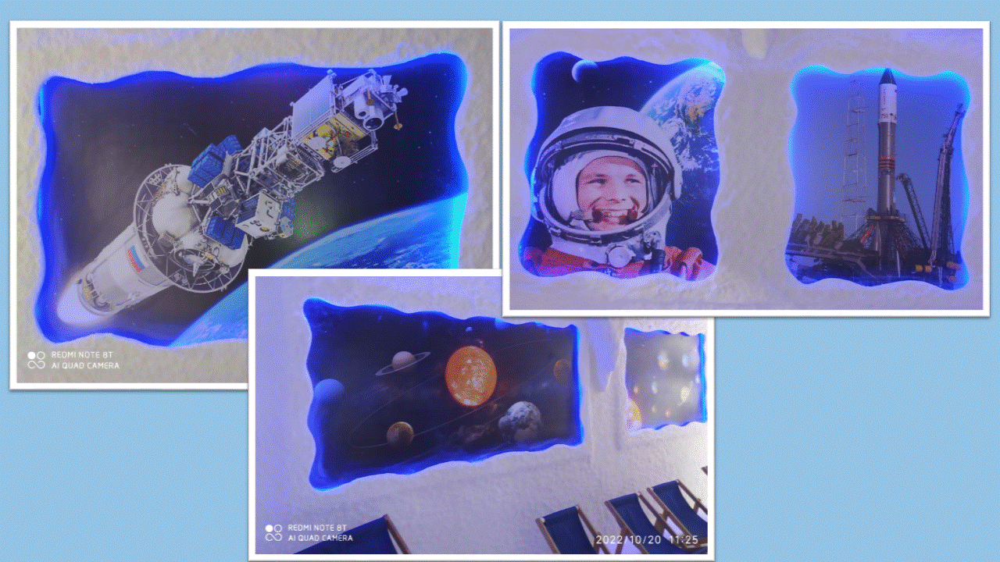 REDMI NOTE 8T
AI QUAD CAMERA
REDMI NOTE 8T
AI QUAD CAMERA
2022/10/20 11:25